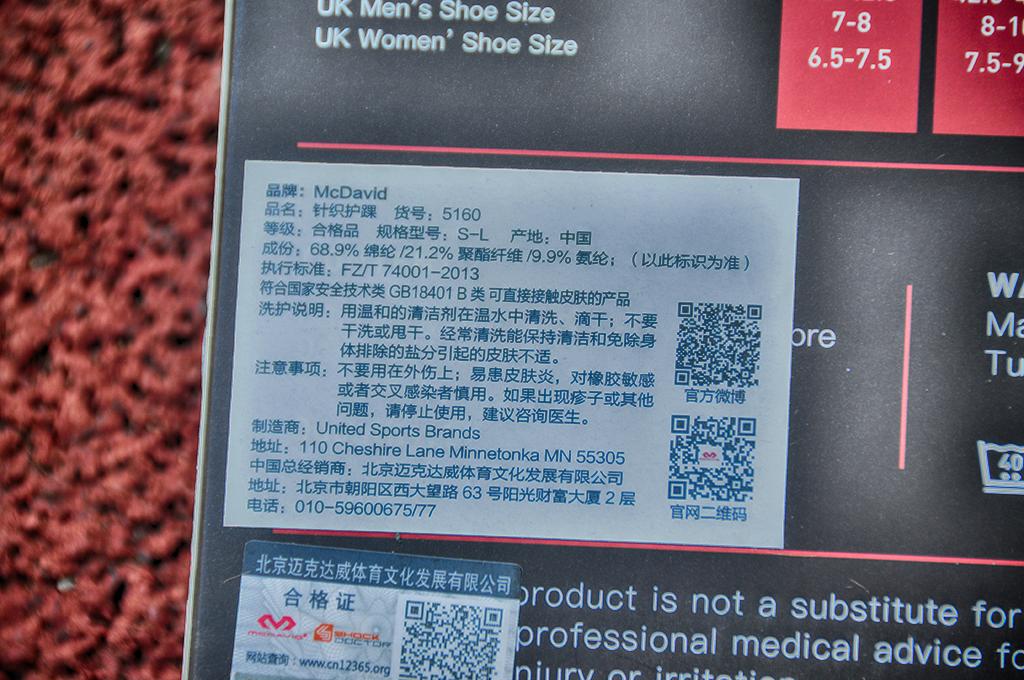 UK Men's Shoe Size
UK Women' Shoe Size
7-8
6.5-7.5
7.5-9
品牌：McDavid
品名：针织护踝 货号：5160
等级：合格品 规格型号：S-L 产地：中国
成份：68.9% 绵纶 /21.2% 聚酯纤维 /9.9% 氨纶；（以此标识为准）
执行标准：FZ/T 74001-2013
符合国家安全技术类 GB18401 B 类 可直接接触皮肤的产品
洗护说明：用温和的清洁剂在温水中清洗、滴干；不要
干洗或甩干。经常清洗能保持清洁和免除身
体排除的盐分引起的皮肤不适。
注意事项：不要用在外伤上；易患皮肤炎，对橡胶敏感
或者交叉感染者慎用。如果出现疹子或其他
问题，请停止使用，建议咨询医生。
制造商：United Sports Brands
地址：110 Cheshire Lane Minnetonka MN 55305
中国总经销商：北京迈克达威体育文化发展有限公司
地址：北京市朝阳区西大望路 63 号阳光财富大厦 2 层
电话：010-59600675/77
官方微博
官网二维码
ore
Ma
Tu
40
北京迈克达威体育文化发展有限公司
合格证
MCDAVID
SHOCK
DOCTOR
网站查询：www.cn12365.org
product is not a substitute for
professional medical advice fo
njury or irritation